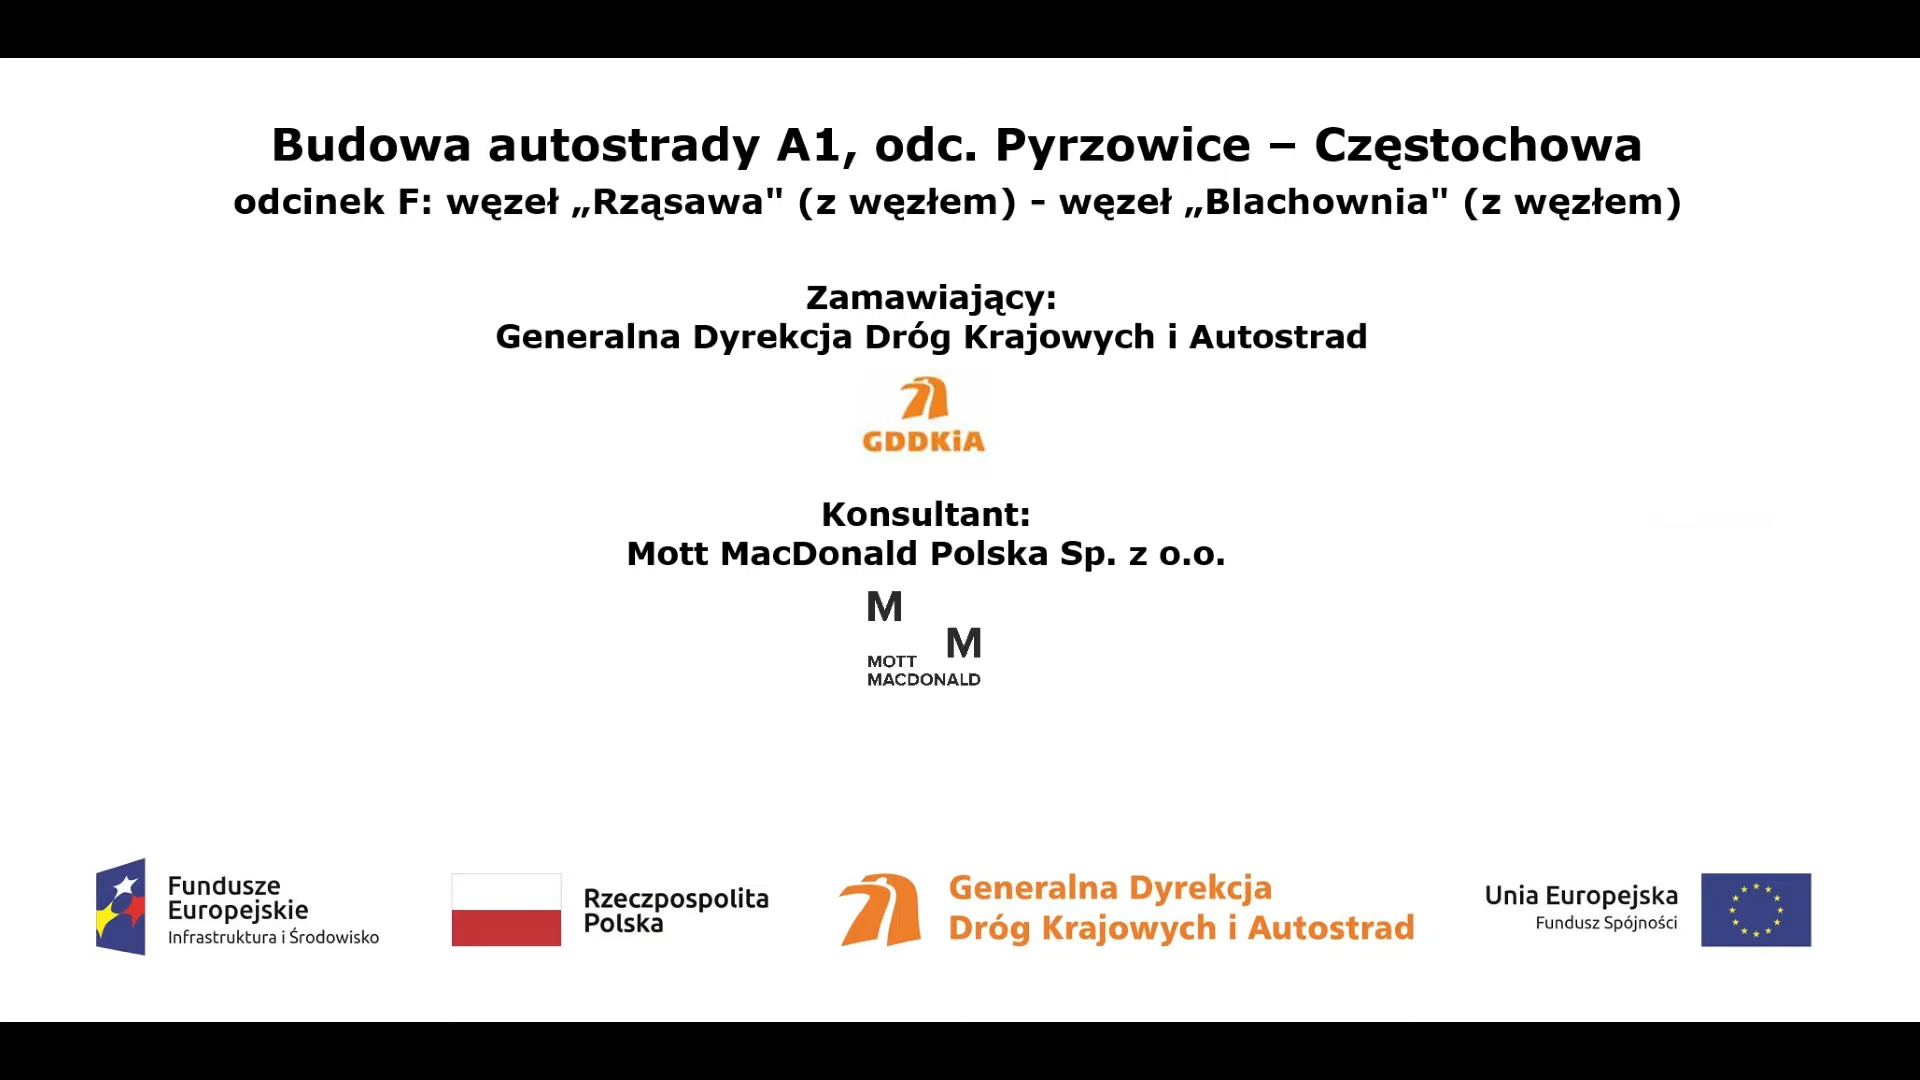 Budowa autostrady A1, odc. Pyrzowice – Częstochowa
odcinek F: węzeł „Rząsawa" (z węzłem) - węzeł „Blachownia" (z węzłem)
Zamawiający:
Generalna Dyrekcja Dróg Krajowych i Autostrad
GDDKiA
Konsultant:
Mott MacDonald Polska Sp. z o.o.
M
M
MOTT
MACDONALD
Fundusze
Europejskie
Infrastruktura i Środowisko
Rzeczpospolita
Polska
Generalna Dyrekcja
Dróg Krajowych i Autostrad
Unia Europejska
Fundusz Spójności